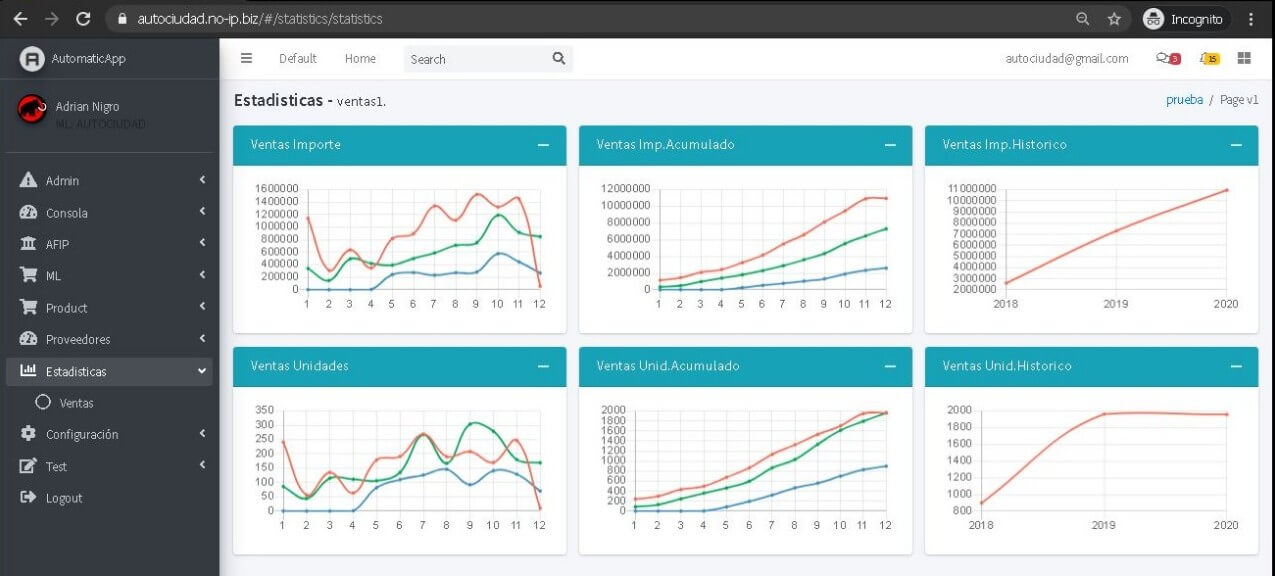 autociudad.no-ip.biz/#/statistics/statistics
Incognito
AutomaticApp
Default
Home
Search
autociudad@gmail.com
3
15
Adrian Nigro
ML: AUTOCIUDAD
Admin
Consola
AFIP
ML
Product
Proveedores
Estadisticas
Ventas
Configuración
Test
Logout
Estadisticas - ventas1.
prueba / Page v1
Ventas Importe
1600000
1400000
1200000
1000000
800000
600000
400000
200000
0
1 2 3 4 5 6 7 8 9 10 11 12
Ventas Imp.Acumulado
12000000
10000000
8000000
6000000
4000000
2000000
0
1 2 3 4 5 6 7 8 9 10 11 12
Ventas Imp.Historico
11000000
10000000
9000000
8000000
7000000
6000000
5000000
4000000
3000000
2000000
2018 2019 2020
Ventas Unidades
350
300
250
200
150
100
50
0
1 2 3 4 5 6 7 8 9 10 11 12
Ventas Unid.Acumulado
2000
1800
1600
1400
1200
1000
800
600
400
200
0
1 2 3 4 5 6 7 8 9 10 11 12
Ventas Unid.Historico
2000
1800
1600
1400
1200
1000
800
2018 2019 2020